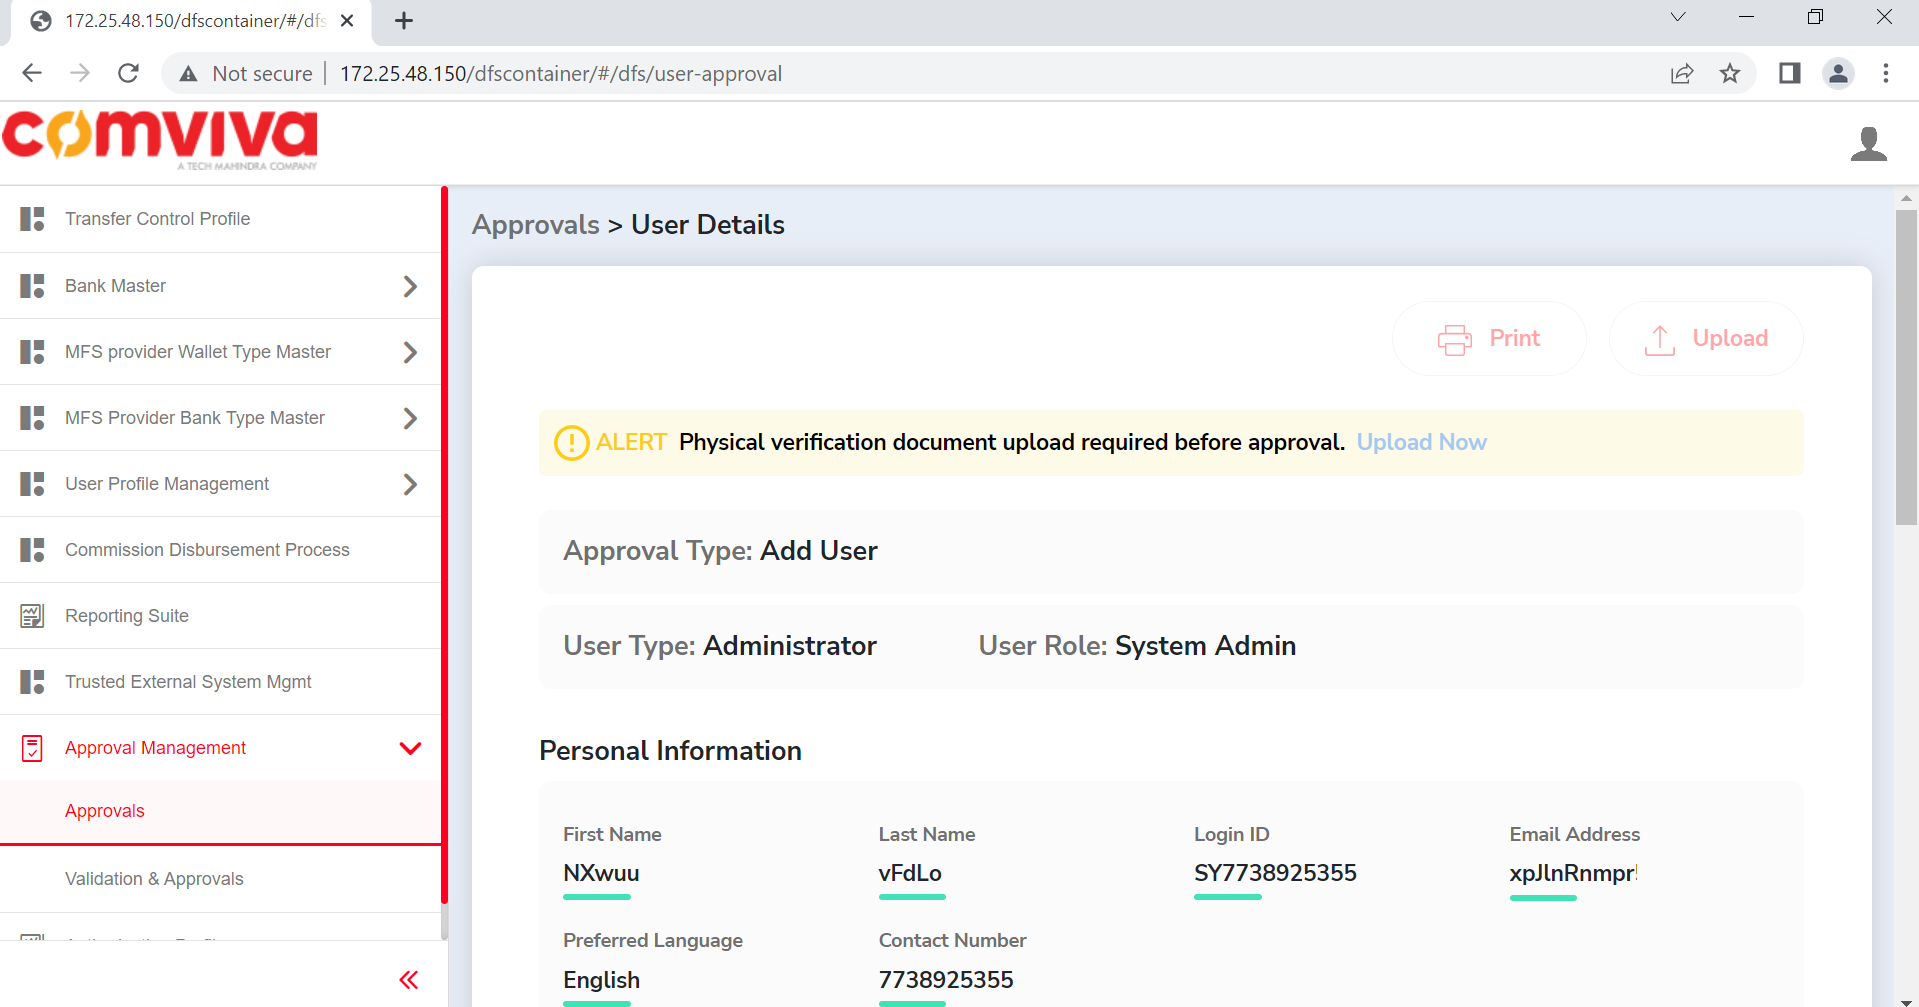 172.25.48.150/dfscontainer/#/dfs
Not secure
172.25.48.150/dfscontainer/#/dfs/user-approval
comviva
A TECH MAHINDRA COMPANY
Transfer Control Profile
Bank Master
MFS provider Wallet Type Master
MFS Provider Bank Type Master
User Profile Management
Commission Disbursement Process
Reporting Suite
Trusted External System Mgmt
Approval Management
Approvals
Validation & Approvals
Approvals > User Details
Print
Upload
ALERT Physical verification document upload required before approval. Upload Now
Approval Type: Add User
User Type: Administrator User Role: System Admin
Personal Information
First Name Last Name Login ID Email Address
NXwuu vFdLo SY7738925355 xpJlnRnmpr
Preferred Language Contact Number
English 7738925355